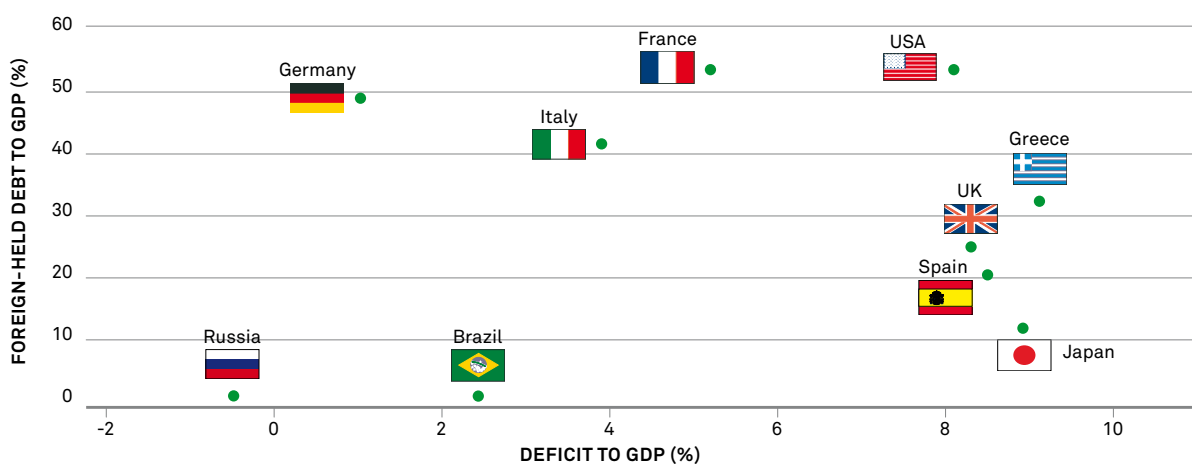 FOREIGN-HELD DEBT TO GDP (%)
60
50
40
30
20
10
0
France
USA
Germany
Italy
Greece
UK
Spain
Russia
Brazil
Japan
-2
0
2
4
6
8
10
DEFICIT TO GDP (%)